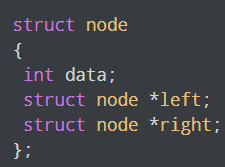 struct node
{
 int data;
 struct node *left;
 struct node *right;
};